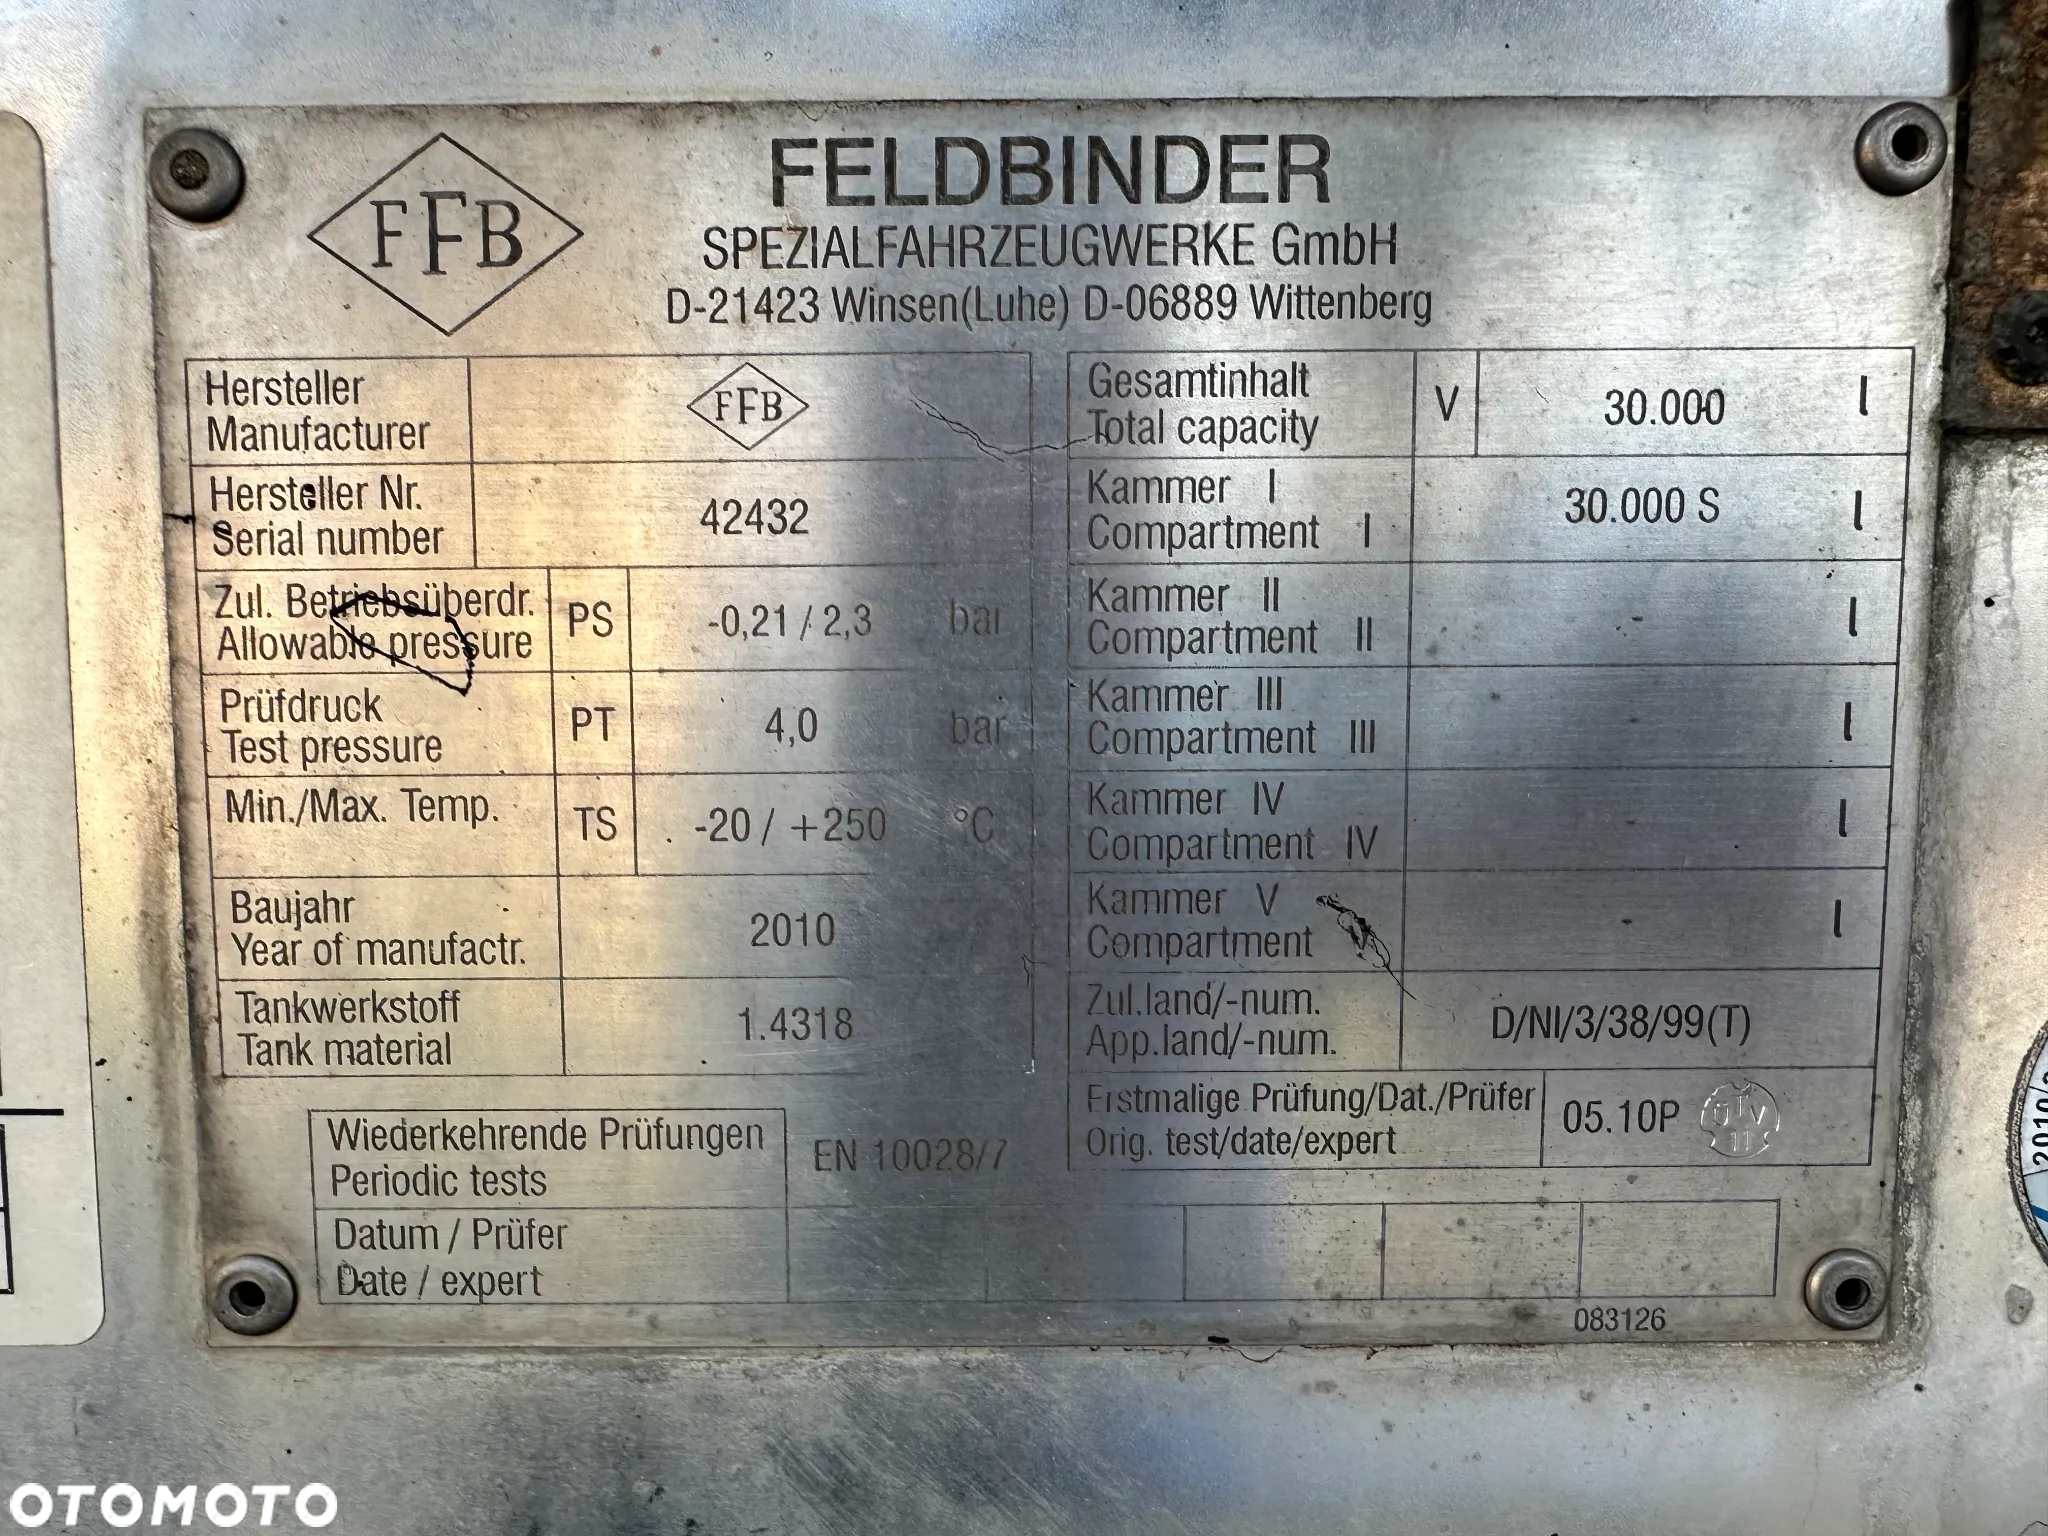 FFB
FELDBINDER
SPEZIALFAHRZEUGWERKE GmbH
D-21423 Winsen(Luhe) D-06889 Wittenberg
Hersteller
Manufacturer
FFB
Hersteller Nr.
Serial number
42432
Zul. Betriebsüberdr.
Allowable pressure
PS
-0,21 / 2,3 bar
Prüfdruck
Test pressure
PT
4,0 bar
Min./Max. Temp.
TS
-20 / +250 °C
Baujahr
Year of manufactr.
2010
Tankwerkstoff
Tank material
1.4318
Gesamtinhalt
Total capacity
V
30.000 l
Kammer I
Compartment I
30.000 S l
Kammer II
Compartment II
- l
Kammer III
Compartment III
- l
Kammer IV
Compartment IV
- l
Kammer V
Compartment V
- l
Zul.land/-num.
App.land/-num.
D/NI/3/38/99(T)
Erstmalige Prüfung/Dat./Prüfer
Orig. test/date/expert
05.10P
TÜV
11
Wiederkehrende Prüfungen
Periodic tests
EN 10028/7
Datum / Prüfer
Date / expert
083126
2010
OTOMOTO